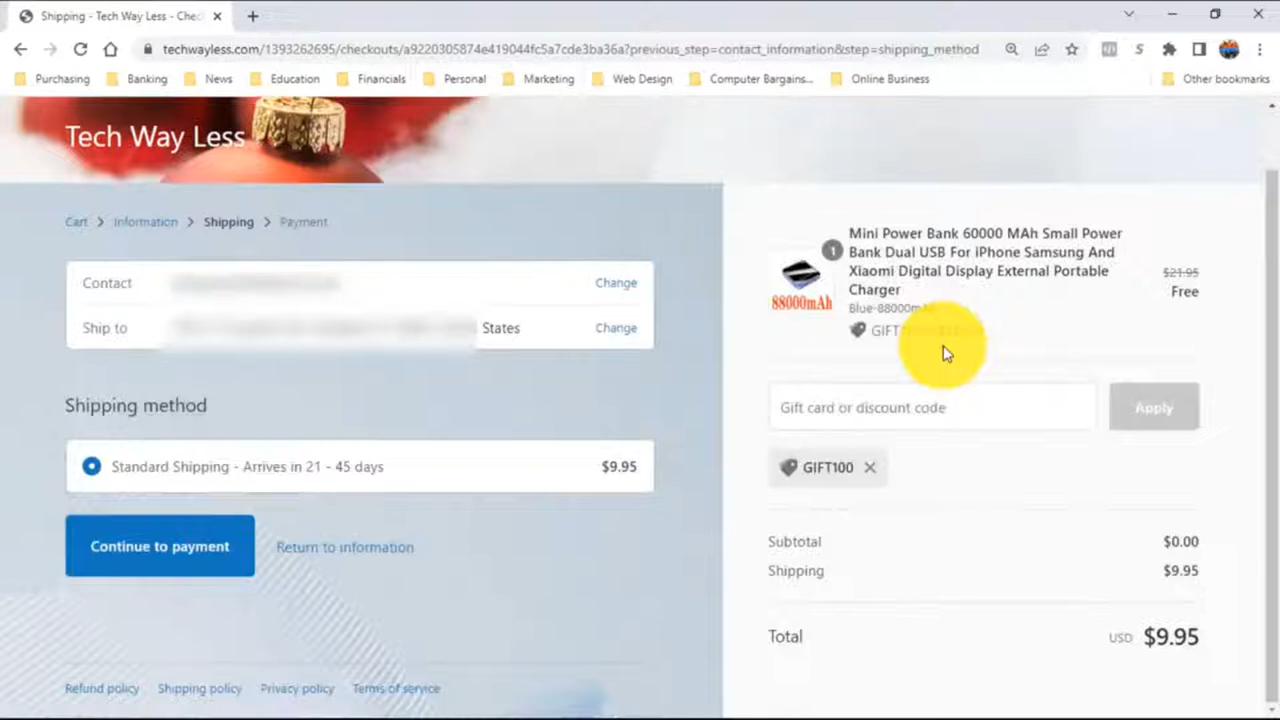 Shipping - Tech Way Less - Chec
techwayless.com/1393262695/checkouts/a9220305874e419044fc5a7cde3ba36a?previous_step=contact_information&step=shipping_method
Purchasing Banking News Education Financials Personal Marketing Web Design Computer Bargains... Online Business Other bookmarks
Tech Way Less
Cart > Information > Shipping > Payment
Contact Change
Ship to States Change
Shipping method
Standard Shipping - Arrives in 21 - 45 days $9.95
Continue to payment Return to information
Refund policy Shipping policy Privacy policy Terms of service
88000mAh
1
Mini Power Bank 60000 MAh Small Power
Bank Dual USB For iPhone Samsung And
Xiaomi Digital Display External Portable
Charger
Blue-88000mAh
$21.95
Free
Gift card or discount code Apply
GIFT100
Subtotal $0.00
Shipping $9.95
Total USD $9.95